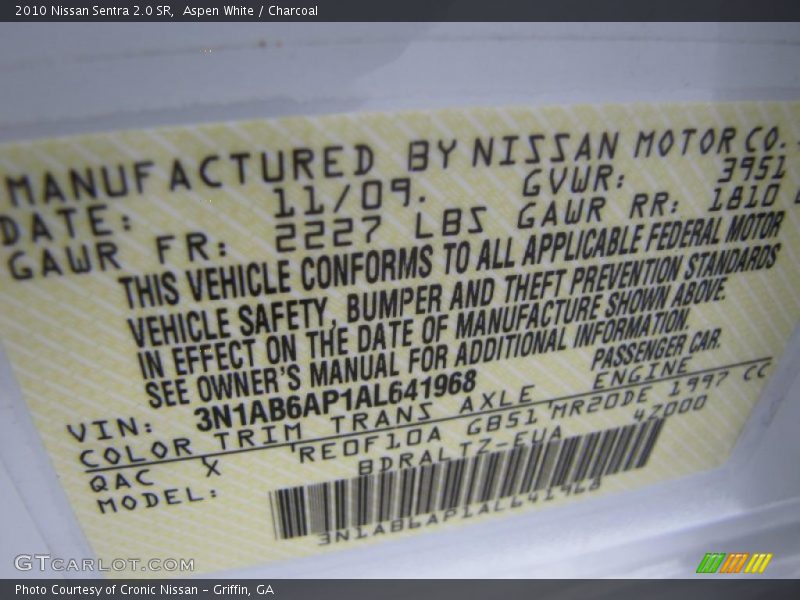 2010 Nissan Sentra 2.0 SR,  Aspen White / Charcoal
MANUFACTURED BY NISSAN MOTOR CO.
DATE: 11/09. GVWR: 3951
GAWR FR: 2227 LBS GAWR RR: 1810
THIS VEHICLE CONFORMS TO ALL APPLICABLE FEDERAL MOTOR
VEHICLE SAFETY, BUMPER AND THEFT PREVENTION STANDARDS
IN EFFECT ON THE DATE OF MANUFACTURE SHOWN ABOVE.
SEE OWNER'S MANUAL FOR ADDITIONAL INFORMATION.
VIN: 3N1AB6AP1AL641968 PASSENGER CAR.
COLOR TRIM TRANS AXLE ENGINE
QAC X RE0F10A GB51 MR20DE 1997 CC
MODEL: BDRALTZ-EUA 47000
3N1AB6AP1AL641968
GTCARLOT.COM
Photo Courtesy of Cronic Nissan – Griffin, GA